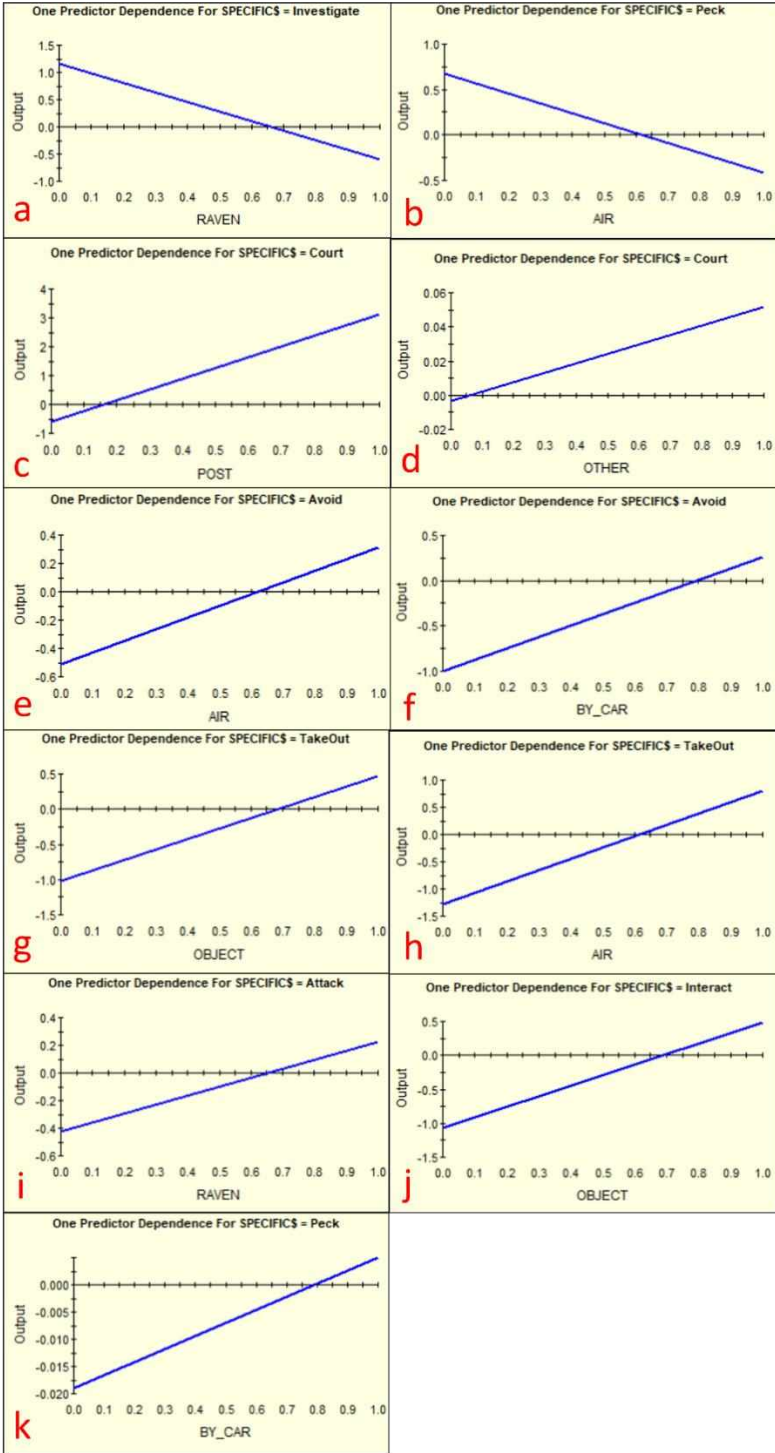 One Predictor Dependence For SPECIFIC$ = Investigate
1.5
1.0
0.5
0.0
-0.5
-1.0
Output
0.0 0.1 0.2 0.3 0.4 0.5 0.6 0.7 0.8 0.9 1.0
RAVEN
a
One Predictor Dependence For SPECIFIC$ = Peck
1.0
0.5
0.0
-0.5
Output
0.0 0.1 0.2 0.3 0.4 0.5 0.6 0.7 0.8 0.9 1.0
AIR
b
One Predictor Dependence For SPECIFIC$ = Court
4
3
2
1
0
-1
Output
0.0 0.1 0.2 0.3 0.4 0.5 0.6 0.7 0.8 0.9 1.0
POST
c
One Predictor Dependence For SPECIFIC$ = Court
0.06
0.04
0.02
0.00
-0.02
Output
0.0 0.1 0.2 0.3 0.4 0.5 0.6 0.7 0.8 0.9 1.0
OTHER
d
One Predictor Dependence For SPECIFIC$ = Avoid
0.4
0.2
0.0
-0.2
-0.4
-0.6
Output
0.0 0.1 0.2 0.3 0.4 0.5 0.6 0.7 0.8 0.9 1.0
AIR
e
One Predictor Dependence For SPECIFIC$ = Avoid
0.5
0.0
-0.5
-1.0
Output
0.0 0.1 0.2 0.3 0.4 0.5 0.6 0.7 0.8 0.9 1.0
BY_CAR
f
One Predictor Dependence For SPECIFIC$ = TakeOut
0.5
0.0
-0.5
-1.0
-1.5
Output
0.0 0.1 0.2 0.3 0.4 0.5 0.6 0.7 0.8 0.9 1.0
OBJECT
g
One Predictor Dependence For SPECIFIC$ = TakeOut
1.0
0.5
0.0
-0.5
-1.0
-1.5
Output
0.0 0.1 0.2 0.3 0.4 0.5 0.6 0.7 0.8 0.9 1.0
AIR
h
One Predictor Dependence For SPECIFIC$ = Attack
0.4
0.2
0.0
-0.2
-0.4
-0.6
Output
0.0 0.1 0.2 0.3 0.4 0.5 0.6 0.7 0.8 0.9 1.0
RAVEN
i
One Predictor Dependence For SPECIFIC$ = Interact
0.5
0.0
-0.5
-1.0
-1.5
Output
0.0 0.1 0.2 0.3 0.4 0.5 0.6 0.7 0.8 0.9 1.0
OBJECT
j
One Predictor Dependence For SPECIFIC$ = Peck
0.000
-0.005
-0.010
-0.015
-0.020
Output
0.0 0.1 0.2 0.3 0.4 0.5 0.6 0.7 0.8 0.9 1.0
BY_CAR
k